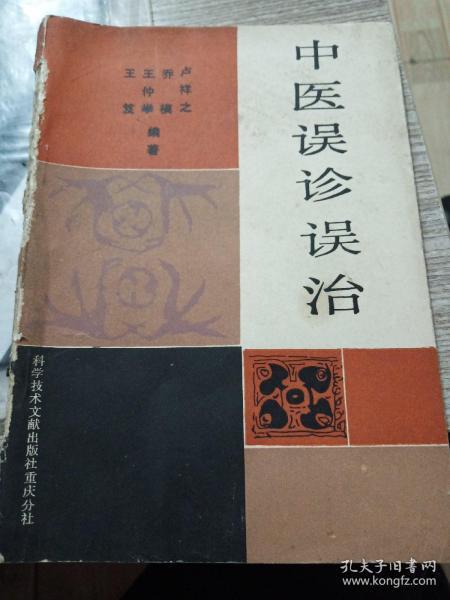 中医误诊误治
卢祥之
乔模
王仲举
王笈
编著
科学技术文献出版社重庆分社
孔夫子旧书网
www.kongfz.com